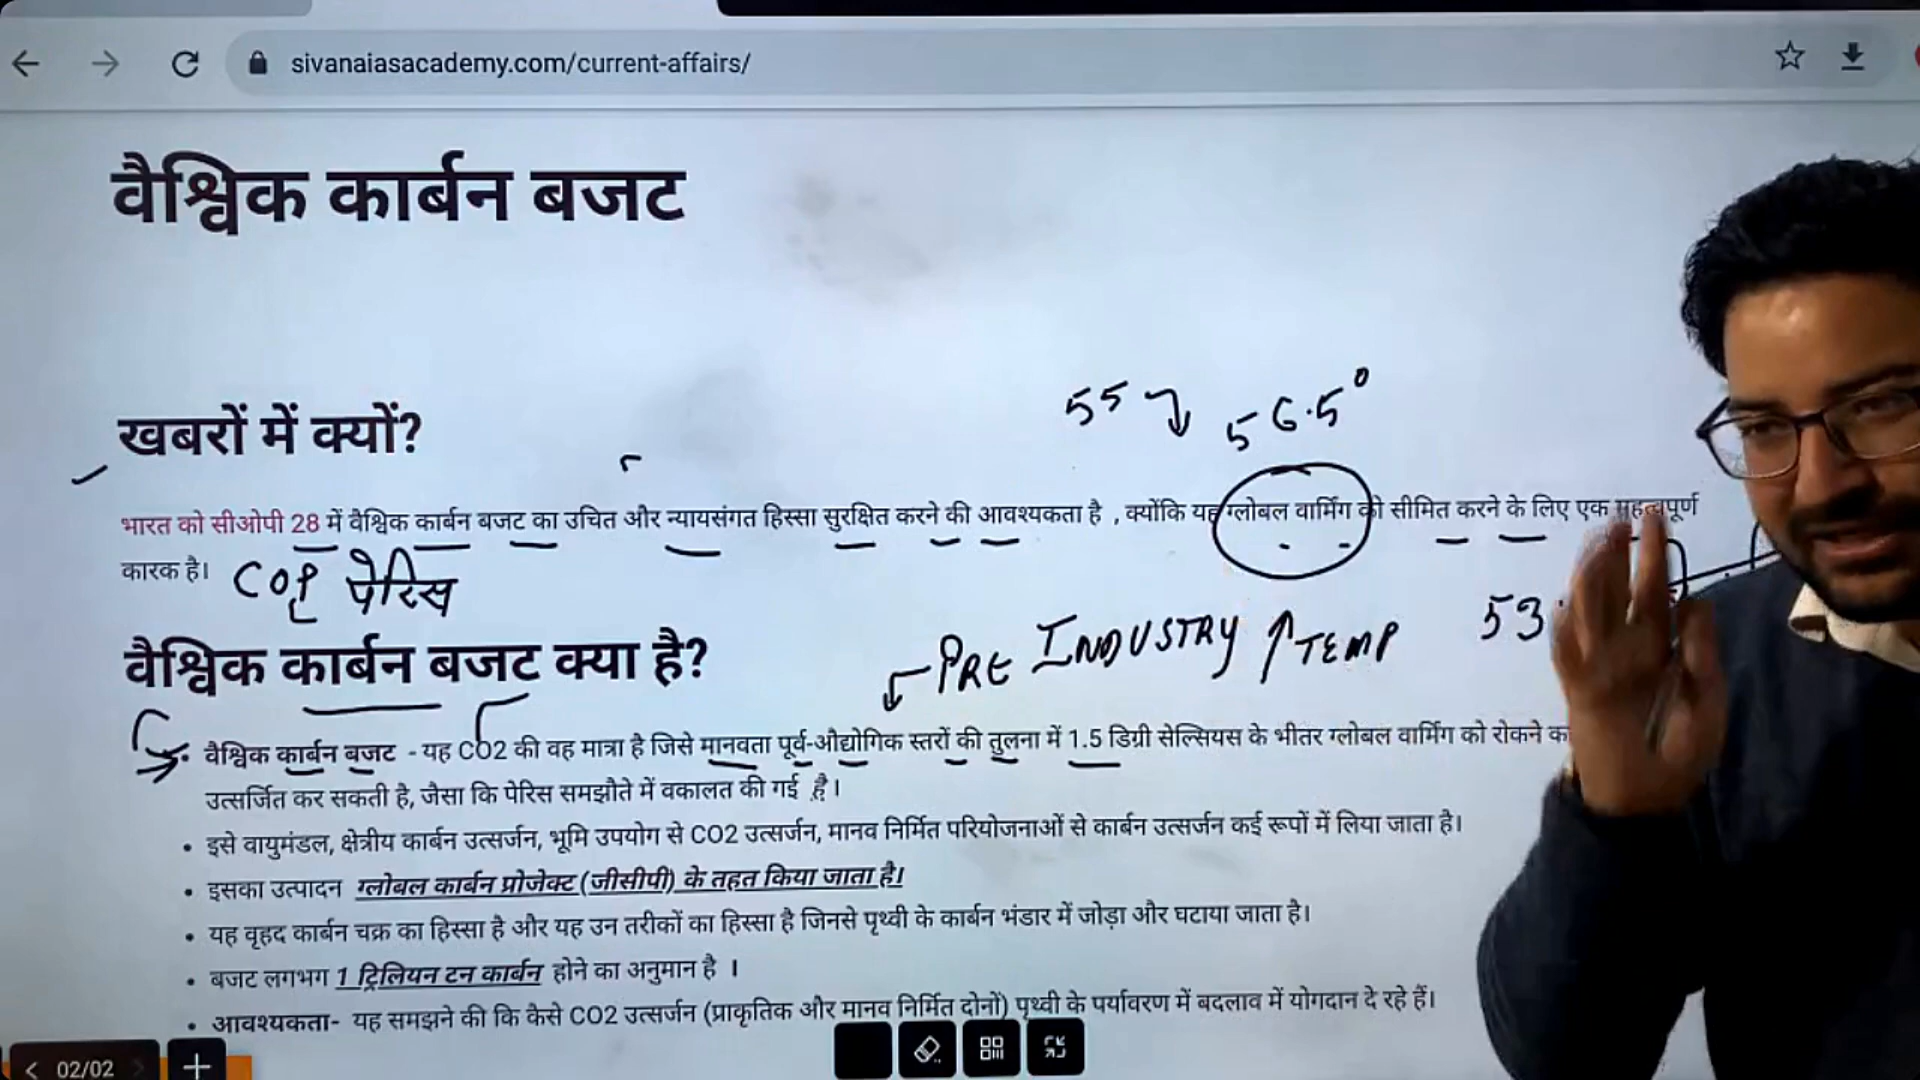 sivanaiasacademy.com/current-affairs/
वैश्विक कार्बन बजट
खबरों में क्यों?
55 56.5°
भारत को सीओपी 28 में वैश्विक कार्बन बजट का उचित और न्यायसंगत हिस्सा सुरक्षित करने की आवश्यकता है , क्योंकि यह ग्लोबल वार्मिंग को सीमित करने के लिए एक महत्वपूर्ण
कारक है।
COP पेरिस
53
PRE INDUSTRY ↑ TEMP
वैश्विक कार्बन बजट क्या है?
• वैश्विक कार्बन बजट - यह CO2 की वह मात्रा है जिसे मानवता पूर्व-औद्योगिक स्तरों की तुलना में 1.5 डिग्री सेल्सियस के भीतर ग्लोबल वार्मिंग को रोकने
उत्सर्जित कर सकती है, जैसा कि पेरिस समझौते में वकालत की गई है।
• इसे वायुमंडल, क्षेत्रीय कार्बन उत्सर्जन, भूमि उपयोग से CO2 उत्सर्जन, मानव निर्मित परियोजनाओं से कार्बन उत्सर्जन कई रूपों में लिया जाता है।
• इसका उत्पादन ग्लोबल कार्बन प्रोजेक्ट (जीसीपी) के तहत किया जाता है।
• यह वृहद कार्बन चक्र का हिस्सा है और यह उन तरीकों का हिस्सा है जिनसे पृथ्वी के कार्बन भंडार में जोड़ा और घटाया जाता है।
• बजट लगभग 1 ट्रिलियन टन कार्बन होने का अनुमान है ।
• आवश्यकता- यह समझने की कि कैसे CO2 उत्सर्जन (प्राकृतिक और मानव निर्मित दोनों) पृथ्वी के पर्यावरण में बदलाव में योगदान दे रहे हैं।
02/02